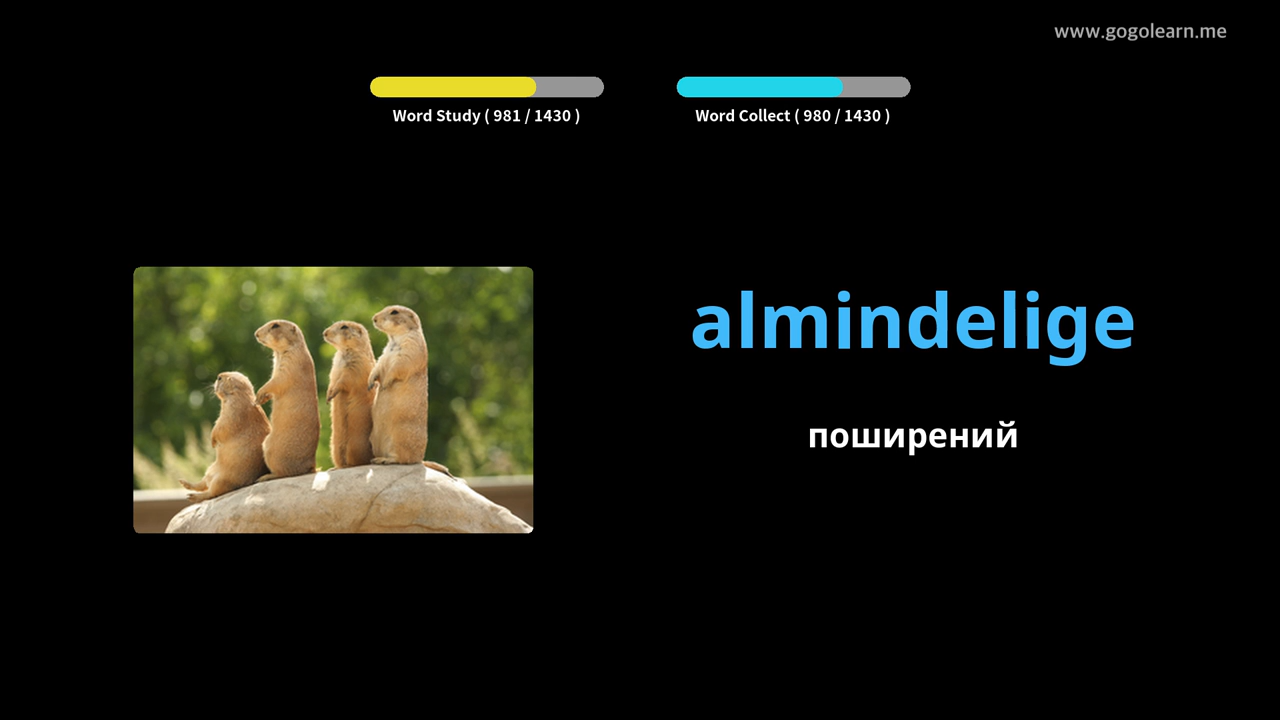 www.gogolearn.me
Word Study ( 981 / 1430 )
Word Collect ( 980 / 1430 )
almindelige
поширений